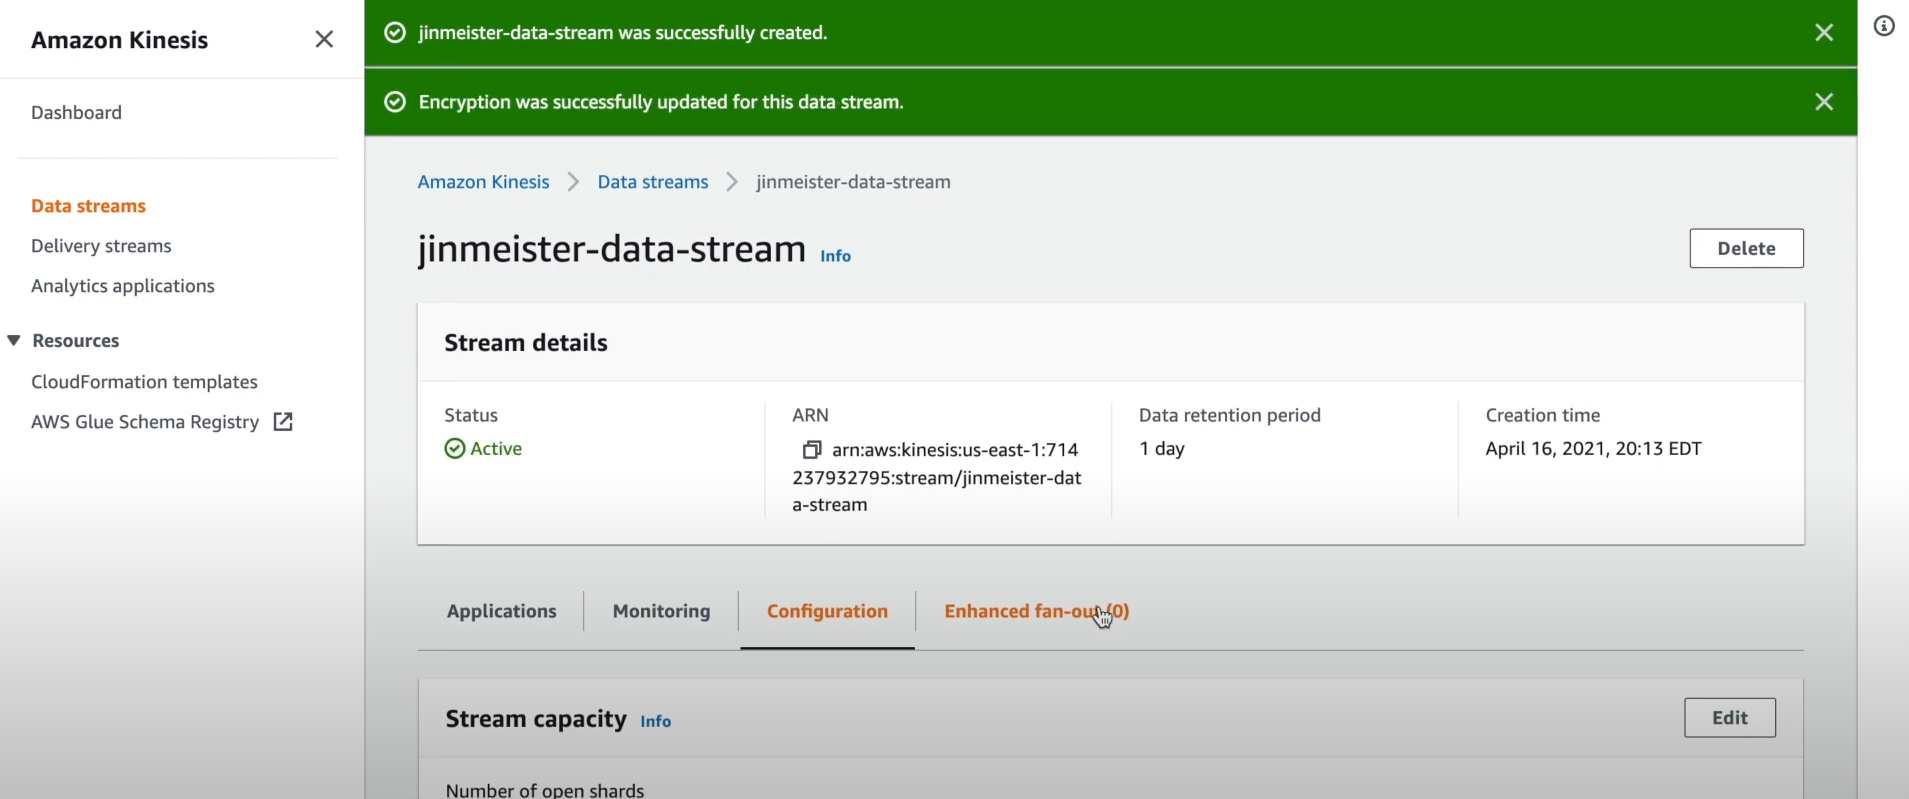 Amazon Kinesis
Dashboard
Data streams
Delivery streams
Analytics applications
Resources
CloudFormation templates
AWS Glue Schema Registry
jinmeister-data-stream was successfully created.
Encryption was successfully updated for this data stream.
Amazon Kinesis Data streams jinmeister-data-stream
jinmeister-data-stream Info
Delete
Stream details
Status
Active
ARN
arn:aws:kinesis:us-east-1:714
237932795:stream/jinmeister-dat
a-stream
Data retention period
1 day
Creation time
April 16, 2021, 20:13 EDT
Applications Monitoring Configuration Enhanced fan-out (0)
Stream capacity Info
Edit
Number of open shards